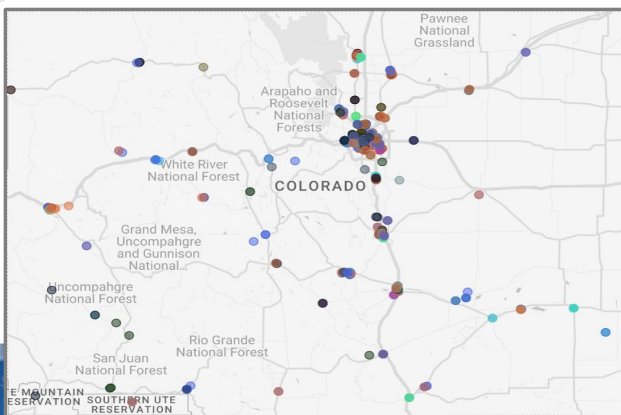 Pawnee
National
Grassland
Arapaho and
Roosevelt
National
Forests
White River
National Forest
COLORADO
Grand Mesa,
Uncompahgre
and Gunnison
National...
Uncompahgre
National Forest
Rio Grande
National Forest
San Juan
National Forest
TE MOUNTAIN
ESERVATION
SOUTHERN UTE
RESERVATION